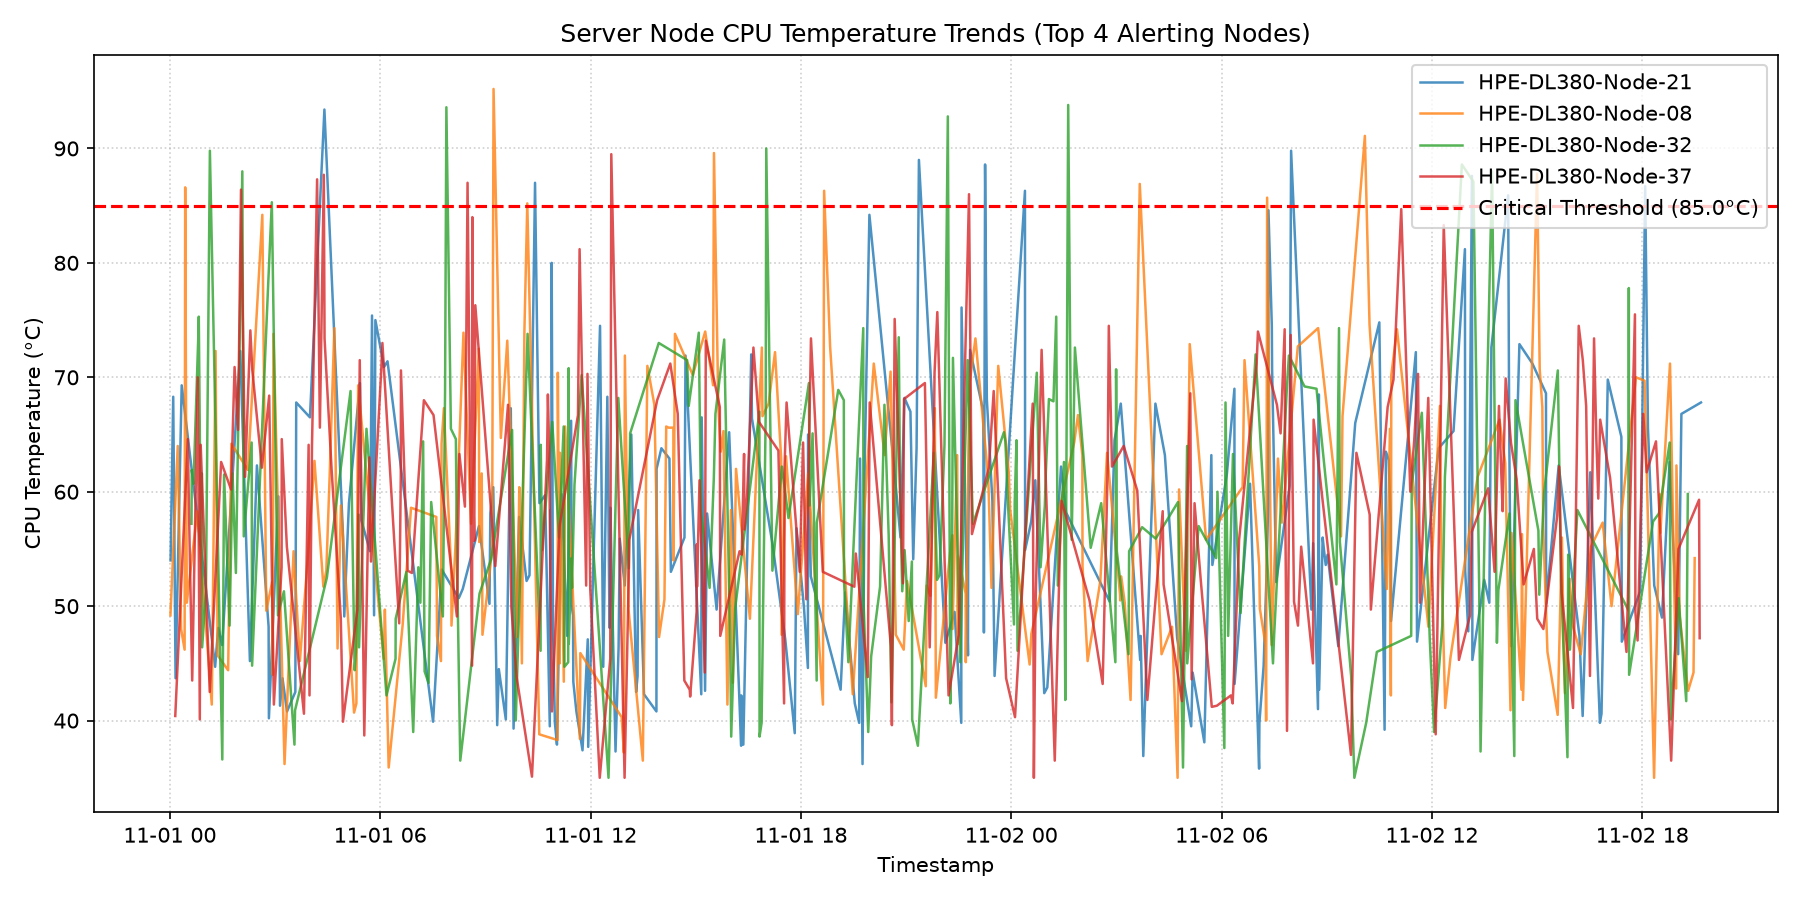 Server Node CPU Temperature Trends (Top 4 Alerting Nodes)
HPE-DL380-Node-21
HPE-DL380-Node-08
HPE-DL380-Node-32
HPE-DL380-Node-37
Critical Threshold (85.0°C)
CPU Temperature (°C)
90
80
70
60
50
40
11-01 00
11-01 06
11-01 12
11-01 18
11-02 00
11-02 06
11-02 12
11-02 18
Timestamp